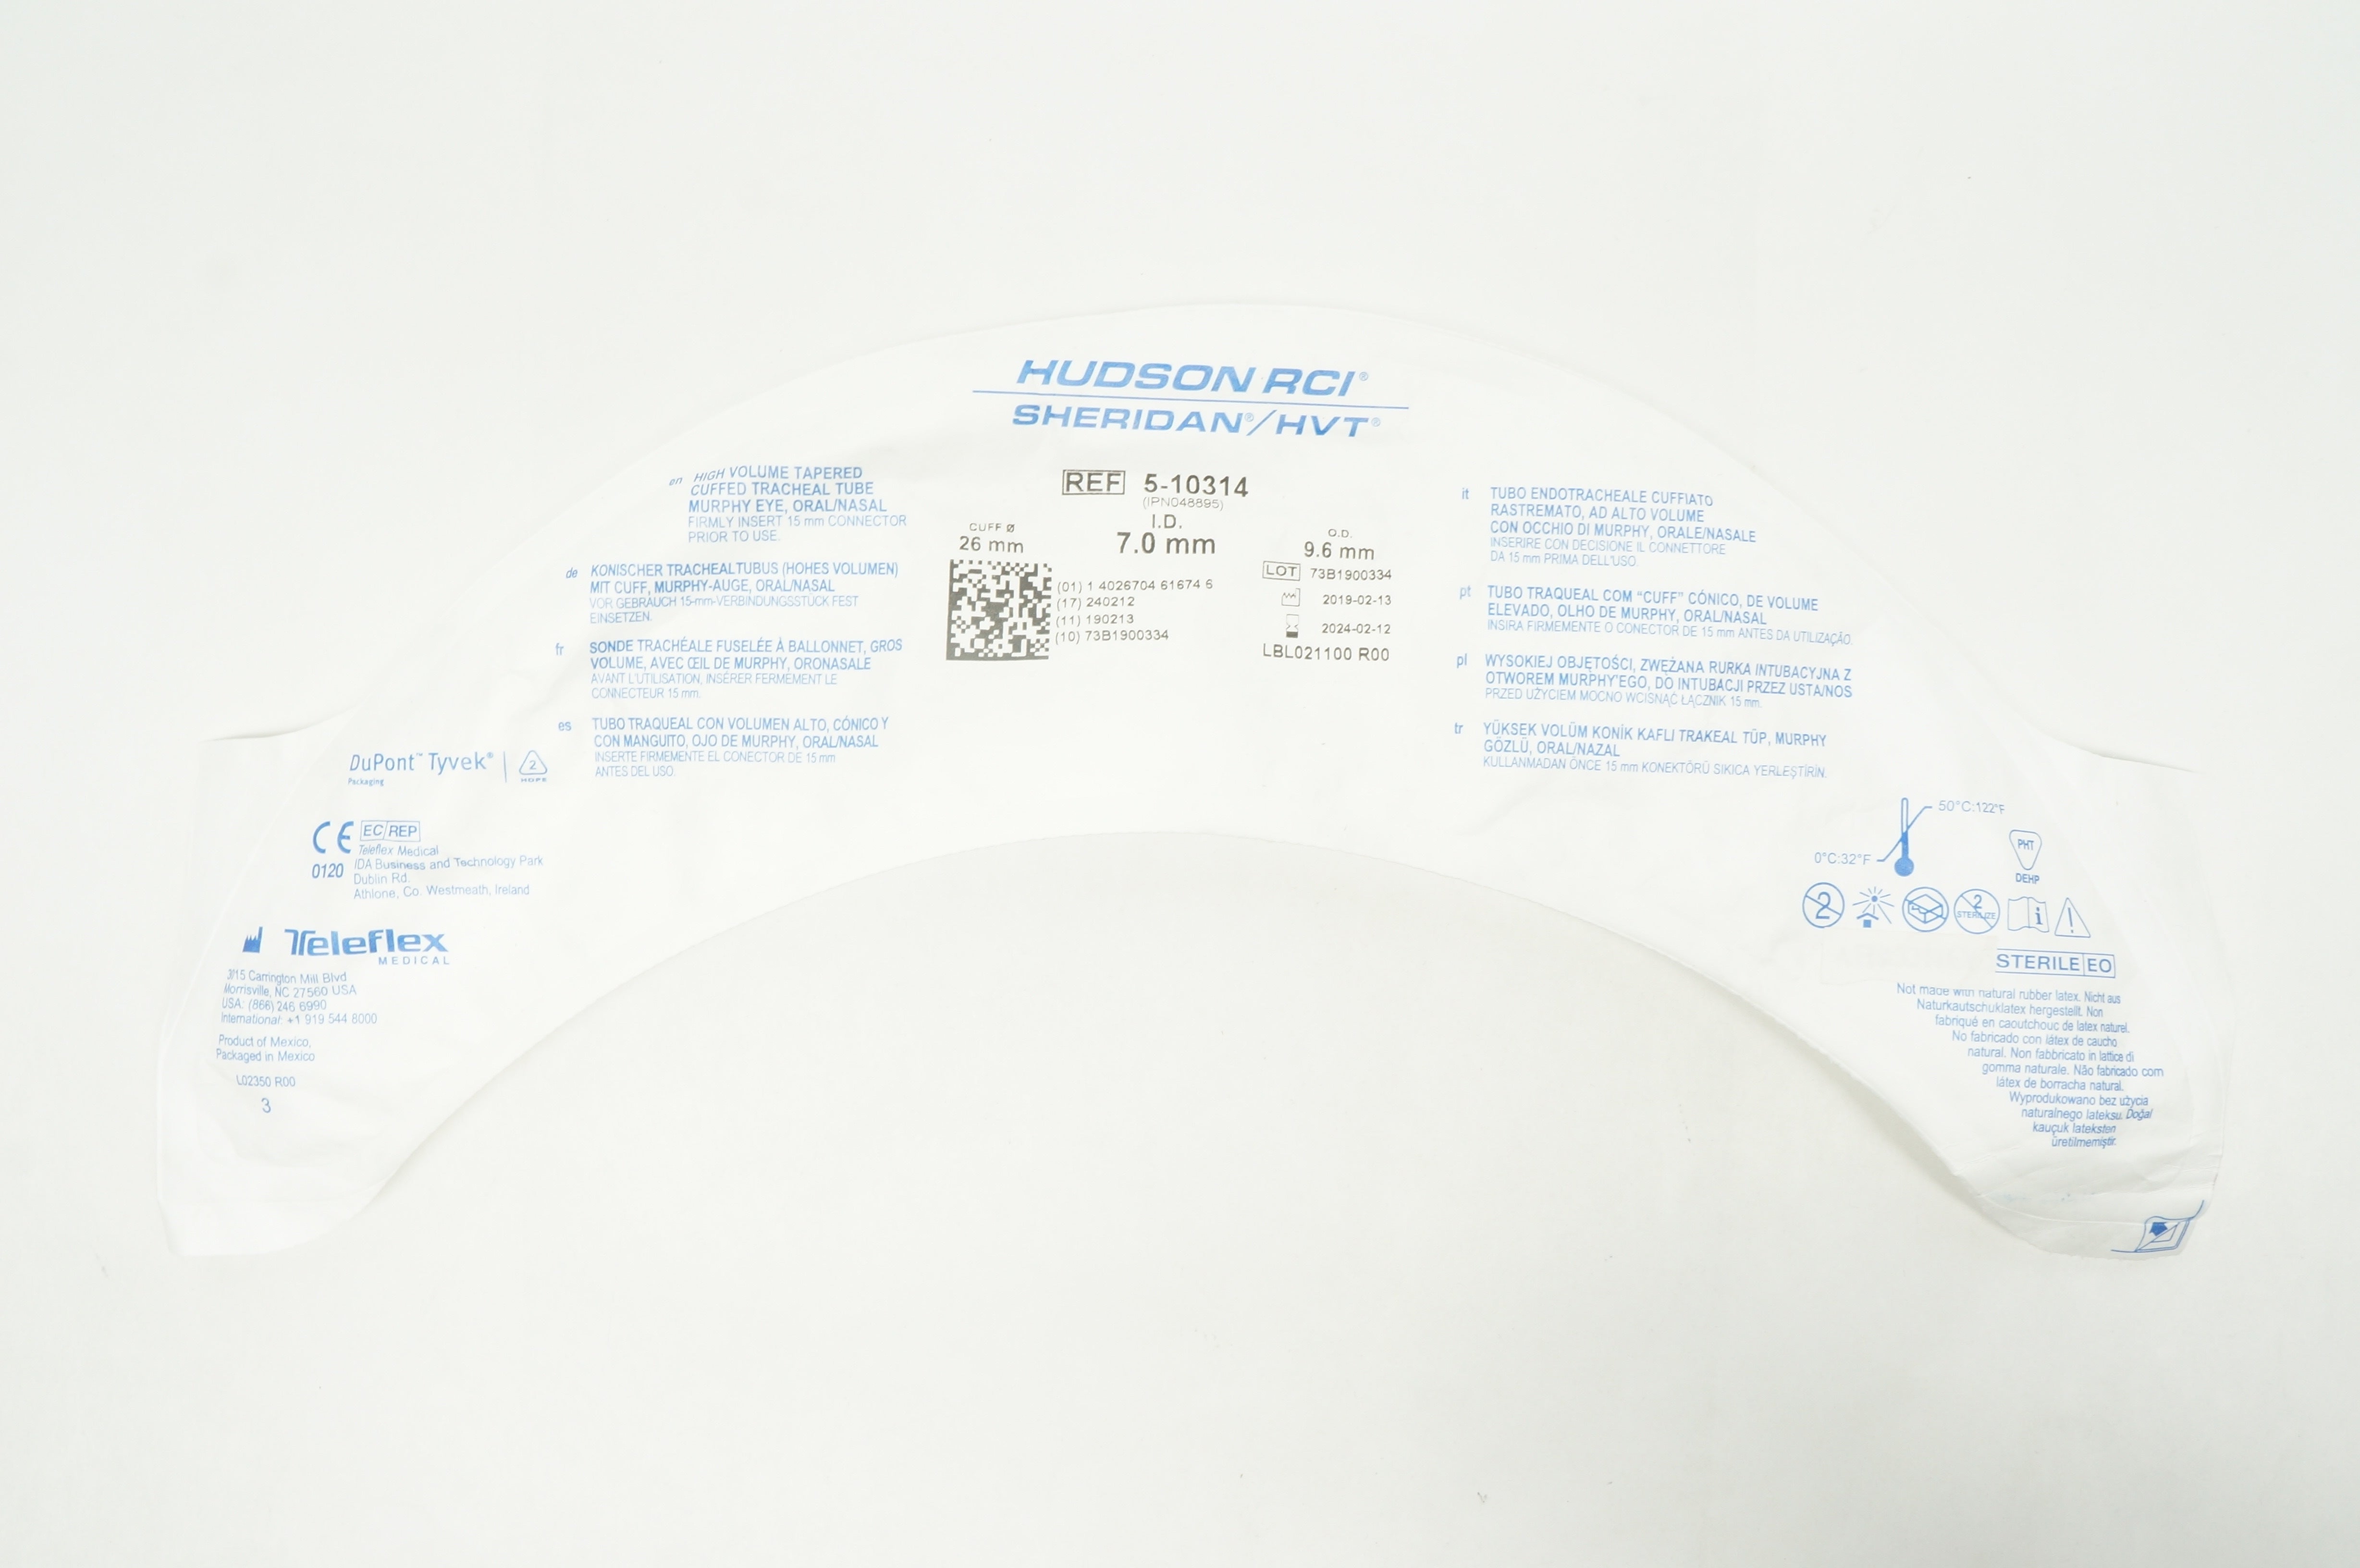 HUDSON RCI®
SHERIDAN®/HVT®
en HIGH VOLUME TAPERED
CUFFED TRACHEAL TUBE
MURPHY EYE, ORAL/NASAL
FIRMLY INSERT 15 mm CONNECTOR
PRIOR TO USE.
de KONISCHER TRACHEALTUBUS (HOHES VOLUMEN)
MIT CUFF, MURPHY-AUGE, ORAL/NASAL
VOR GEBRAUCH 15-mm-VERBINDUNGSSTÜCK FEST
EINSETZEN.
fr SONDE TRACHÉALE FUSELÉE À BALLONNET, GROS
VOLUME, AVEC ŒIL DE MURPHY, ORONASALE
AVANT L'UTILISATION, INSÉRER FERMEMENT LE
CONNECTEUR 15 mm.
es TUBO TRAQUEAL CON VOLUMEN ALTO, CÓNICO Y
CON MANGUITO, OJO DE MURPHY, ORAL/NASAL
INSERTE FIRMEMENTE EL CONECTOR DE 15 mm
ANTES DEL USO.
REF 5-10314
(IPN048895)
CUFF Ø
26 mm
I.D.
7.0 mm
O.D.
9.6 mm
(01) 1 4026704 61674 6
(17) 240212
(11) 190213
(10) 73B1900334
LOT 73B1900334
2019-02-13
2024-02-12
LBL021100 R00
it TUBO ENDOTRACHEALE CUFFIATO
RASTREMATO, AD ALTO VOLUME
CON OCCHIO DI MURPHY, ORALE/NASALE
INSERIRE CON DECISIONE IL CONNETTORE
DA 15 mm PRIMA DELL'USO.
pt TUBO TRAQUEAL COM “CUFF” CÓNICO, DE VOLUME
ELEVADO, OLHO DE MURPHY, ORAL/NASAL
INSIRA FIRMEMENTE O CONECTOR DE 15 mm ANTES DA UTILIZAÇÃO.
pl WYSOKIEJ OBJĘTOŚCI, ZWĘŻANA RURKA INTUBACYJNA Z
OTWOREM MURPHY'EGO, DO INTUBACJI PRZEZ USTA/NOS
PRZED UŻYCIEM MOCNO WCISNĄĆ ŁĄCZNIK 15 mm.
tr YÜKSEK VOLÜM KONİK KAFLI TRAKEAL TÜP, MURPHY
GÖZLÜ, ORAL/NAZAL
KULLANMADAN ÖNCE 15 mm KONEKTÖRÜ SIKICA YERLEŞTİRİN.
DuPont™ Tyvek®
Packaging
2
HDPE
CE
0120
EC REP
Teleflex Medical
IDA Business and Technology Park
Dublin Rd.
Athlone, Co. Westmeath, Ireland
Teleflex
MEDICAL
3015 Carrington Mill Blvd
Morrisville, NC 27560 USA
USA: (866) 246 6990
International: +1 919 544 8000
Product of Mexico,
Packaged in Mexico
L02350 R00
3
50°C:122°F
0°C:32°F
PHT
DEHP
2
2
STERILIZE
i
!
STERILE EO
Not made with natural rubber latex. Nicht aus
Naturkautschuklatex hergestellt. Non
fabriqué en caoutchouc de latex naturel.
No fabricado con látex de caucho
natural. Non fabbricato in lattice di
gomma naturale. Não fabricado com
látex de borracha natural.
Wyprodukowano bez użycia
naturalnego lateksu. Doğal
kauçuk lateksten
üretilmemiştir.